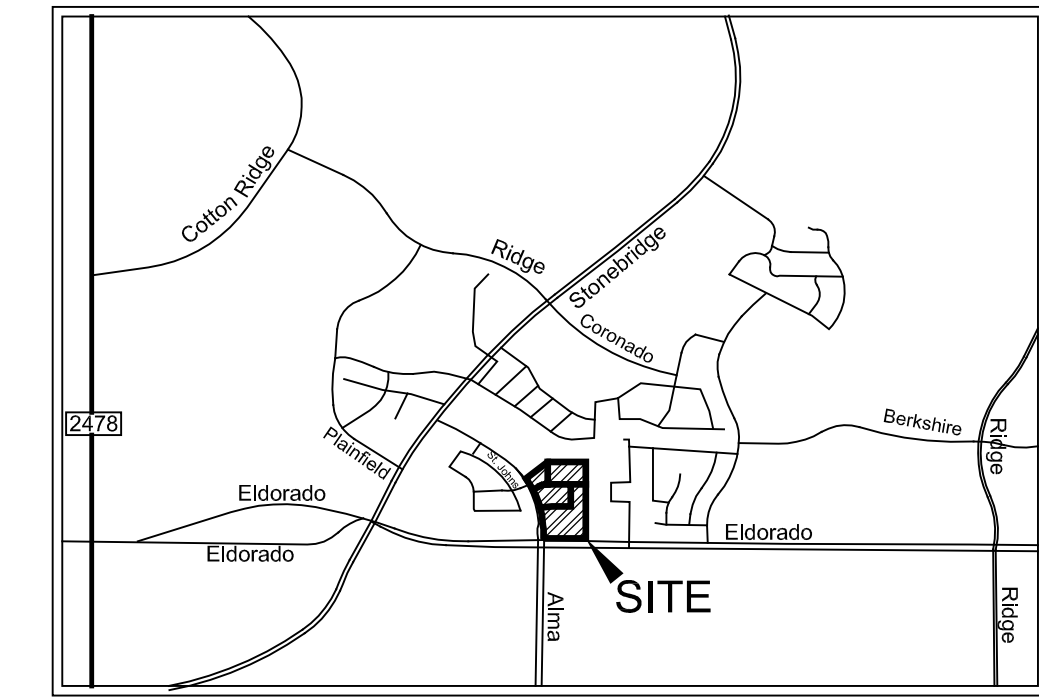 Cotton Ridge
Ridge
Stonebridge
Coronado
2478
Plainfield
St. Johns
Berkshire
Ridge
Eldorado
Eldorado
Eldorado
SITE
Alma
Ridge